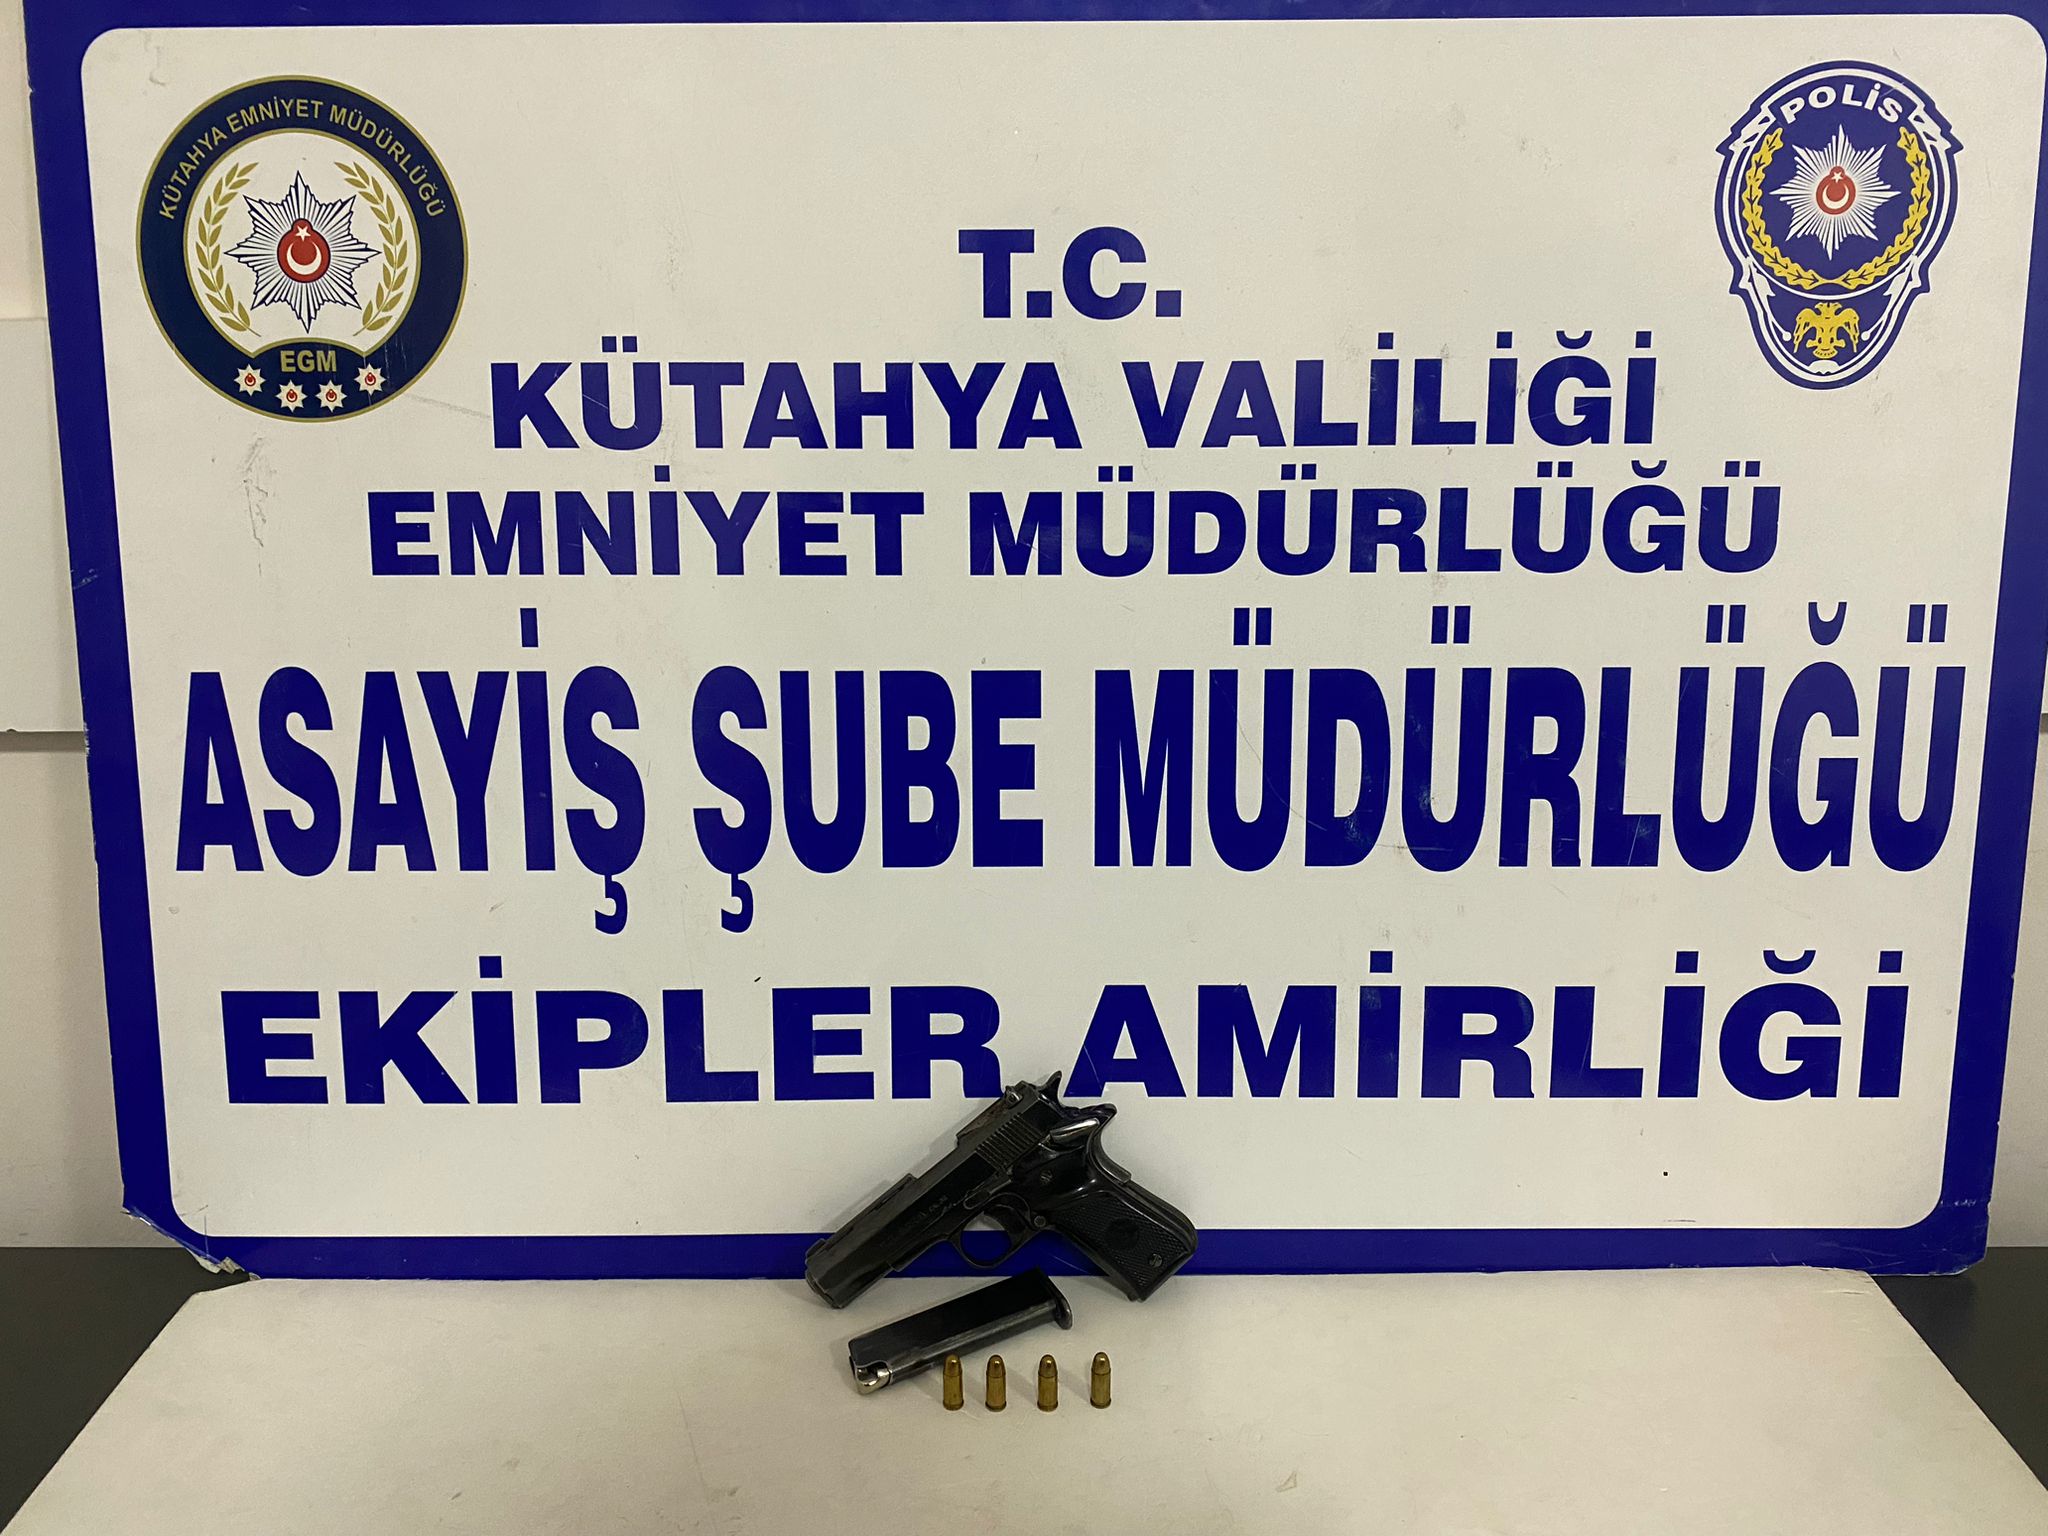 KÜTAHYA EMNİYET MÜDÜRLÜĞÜ
EGM
POLİS
T.C.
KÜTAHYA VALİLİĞİ
EMNİYET MÜDÜRLÜĞÜ
ASAYİŞ ŞUBE MÜDÜRLÜĞÜ
EKİPLER AMİRLİĞİ